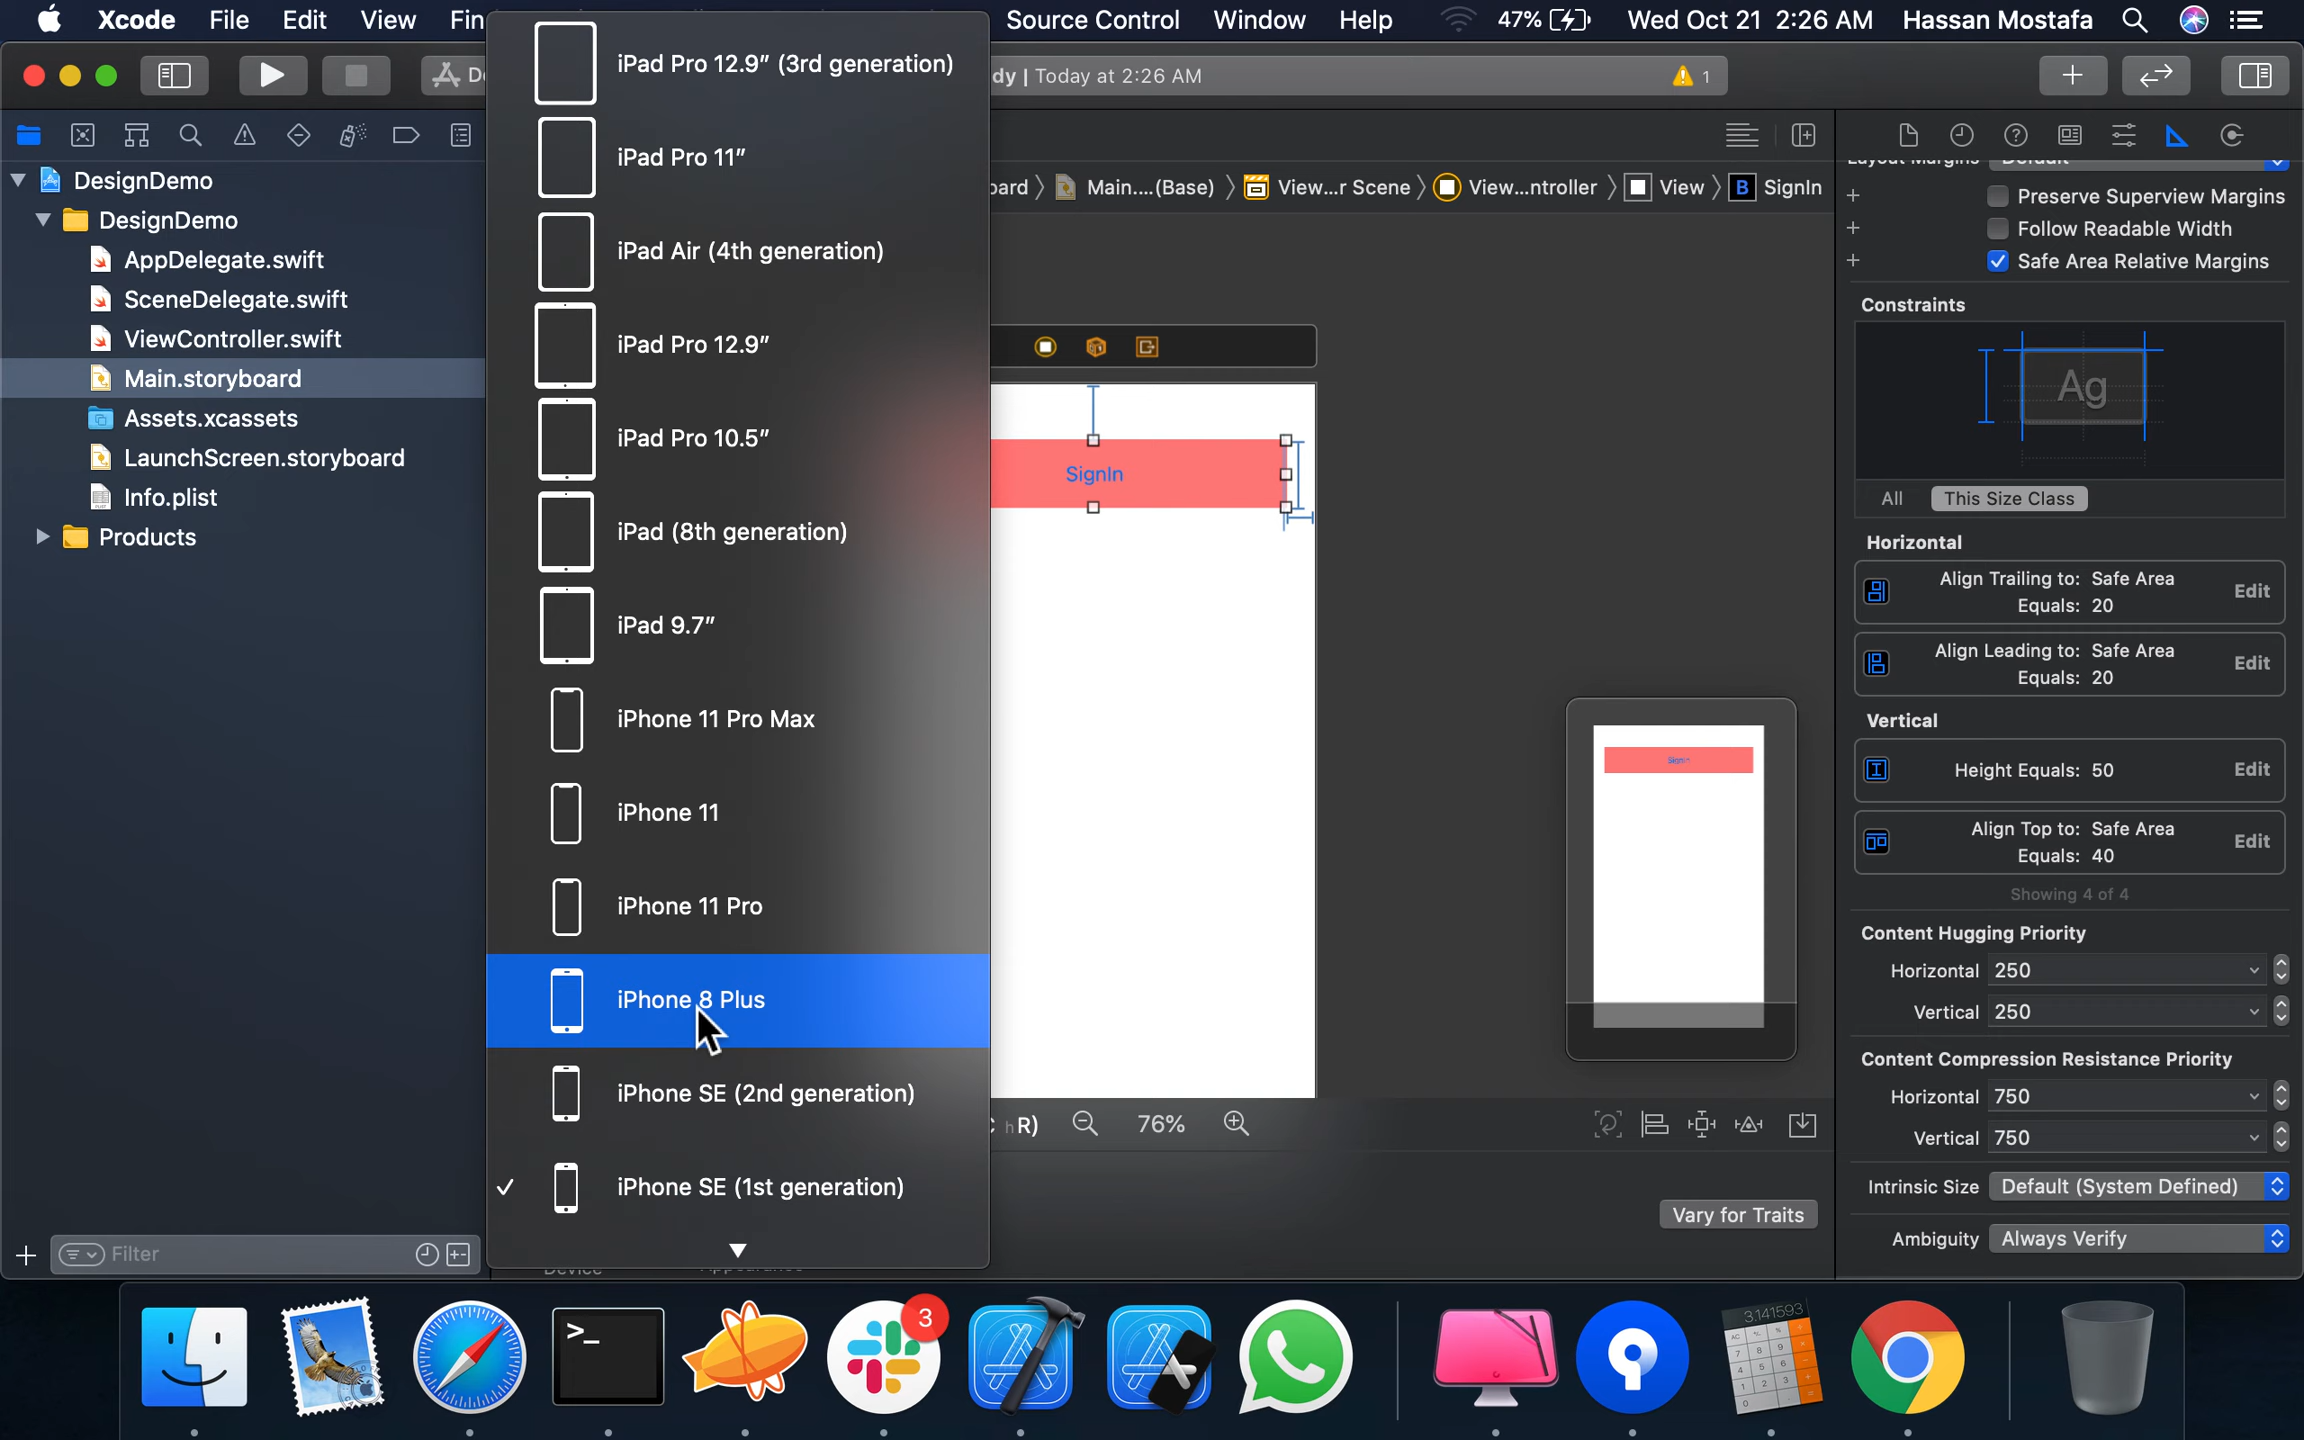 Xcode File Edit View Fin Source Control Window Help 47% Wed Oct 21 2:26 AM Hassan Mostafa
dy | Today at 2:26 AM 1
DesignDemo
DesignDemo
AppDelegate.swift
SceneDelegate.swift
ViewController.swift
Main.storyboard
Assets.xcassets
LaunchScreen.storyboard
Info.plist
Products
Filter
iPad Pro 12.9″ (3rd generation)
iPad Pro 11″
iPad Air (4th generation)
iPad Pro 12.9″
iPad Pro 10.5″
iPad (8th generation)
iPad 9.7″
iPhone 11 Pro Max
iPhone 11
iPhone 11 Pro
iPhone 8 Plus
iPhone SE (2nd generation)
✓ iPhone SE (1st generation)
oard Main....(Base) View...r Scene View...ntroller View B SignIn
SignIn
SignIn
hR) 76%
Vary for Traits
Preserve Superview Margins
Follow Readable Width
Safe Area Relative Margins
Constraints
Ag
All This Size Class
Horizontal
Align Trailing to: Safe Area
Equals: 20
Edit
Align Leading to: Safe Area
Equals: 20
Edit
Vertical
Height Equals: 50
Edit
Align Top to: Safe Area
Equals: 40
Edit
Showing 4 of 4
Content Hugging Priority
Horizontal 250
Vertical 250
Content Compression Resistance Priority
Horizontal 750
Vertical 750
Intrinsic Size Default (System Defined)
Ambiguity Always Verify
3
3.141593